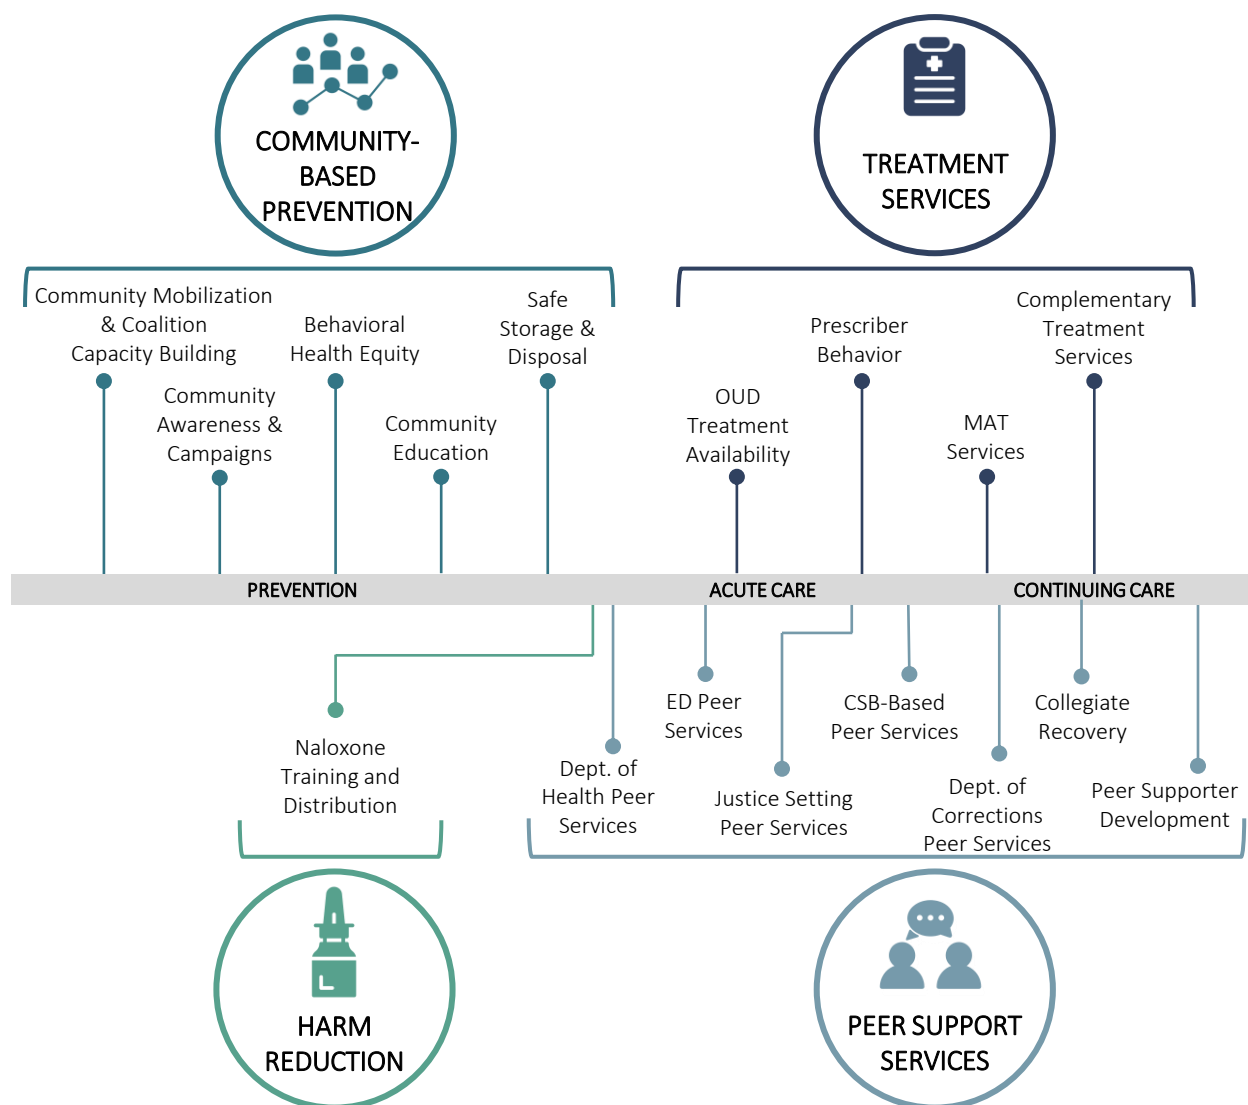 COMMUNITY-
BASED
PREVENTION
TREATMENT
SERVICES
Community Mobilization
& Coalition
Capacity Building
Community
Awareness &
Campaigns
Behavioral
Health Equity
Community
Education
Safe
Storage &
Disposal
OUD
Treatment
Availability
Prescriber
Behavior
MAT
Services
Complementary
Treatment
Services
PREVENTION
ACUTE CARE
CONTINUING CARE
Naloxone
Training and
Distribution
Dept. of
Health Peer
Services
ED Peer
Services
Justice Setting
Peer Services
CSB-Based
Peer Services
Dept. of
Corrections
Peer Services
Collegiate
Recovery
Peer Supporter
Development
HARM
REDUCTION
PEER SUPPORT
SERVICES